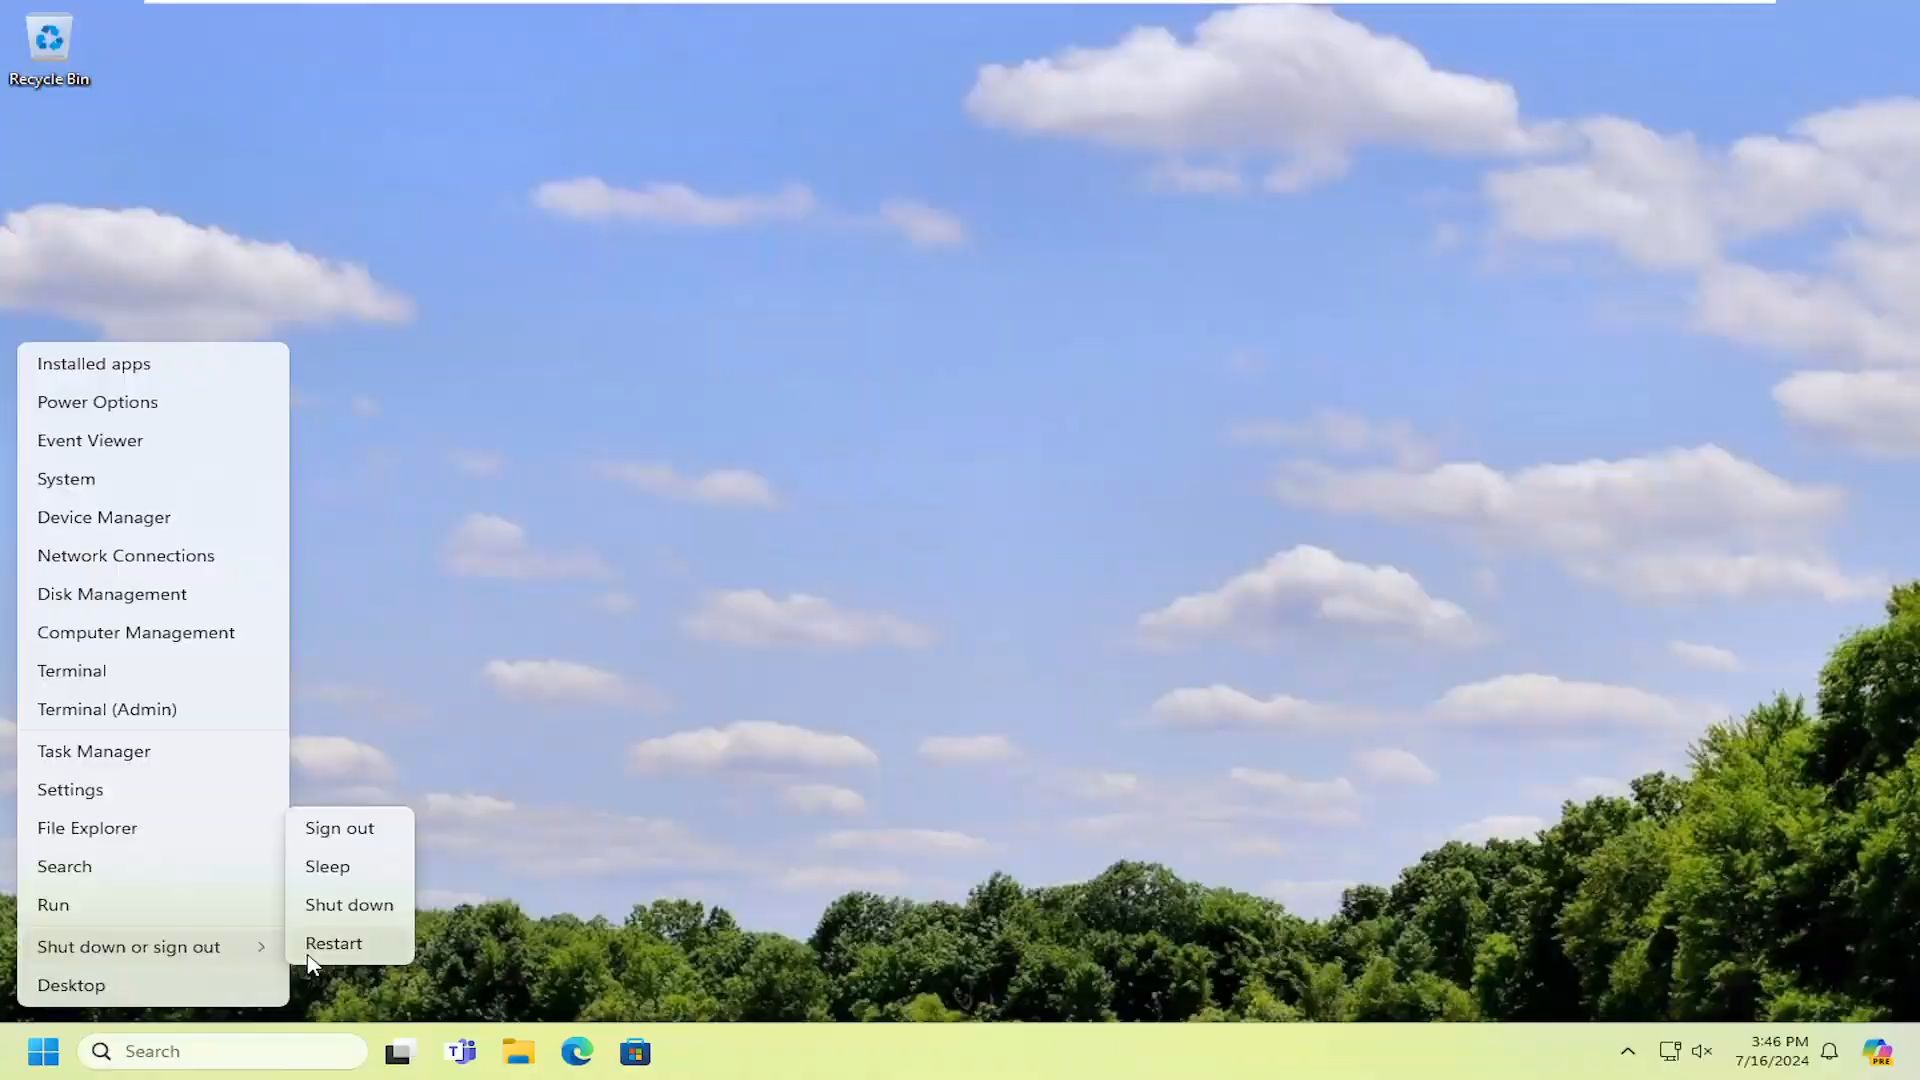 Recycle Bin
Installed apps
Power Options
Event Viewer
System
Device Manager
Network Connections
Disk Management
Computer Management
Terminal
Terminal (Admin)
Task Manager
Settings
File Explorer
Search
Run
Shut down or sign out
Desktop
Sign out
Sleep
Shut down
Restart
Search
T
3:46 PM
7/16/2024
PRE